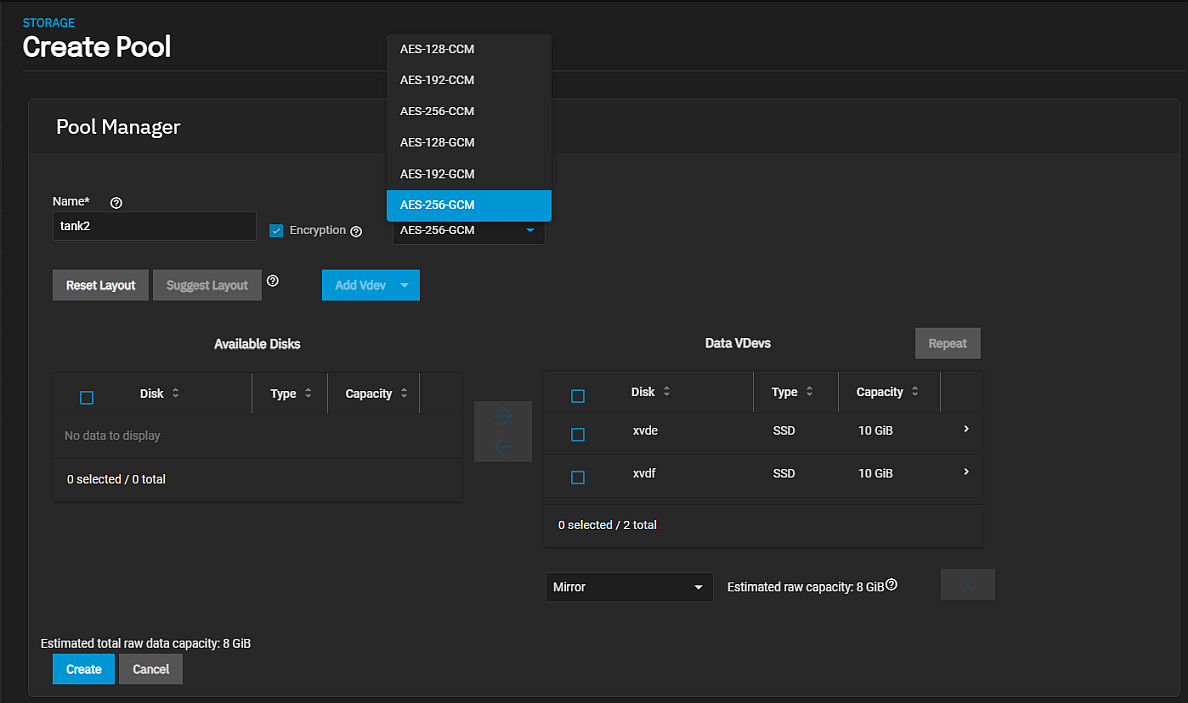 STORAGE
Create Pool
AES-128-CCM
AES-192-CCM
AES-256-CCM
AES-128-GCM
AES-192-GCM
AES-256-GCM
Pool Manager
Name*
tank2
Encryption
AES-256-GCM
Reset Layout
Suggest Layout
Add Vdev
Available Disks
Disk Type Capacity
No data to display
0 selected / 0 total
Data VDevs
Repeat
Disk Type Capacity
xvde SSD 10 GiB
xvdf SSD 10 GiB
0 selected / 2 total
Mirror
Estimated raw capacity: 8 GiB
Estimated total raw data capacity: 8 GiB
Create
Cancel